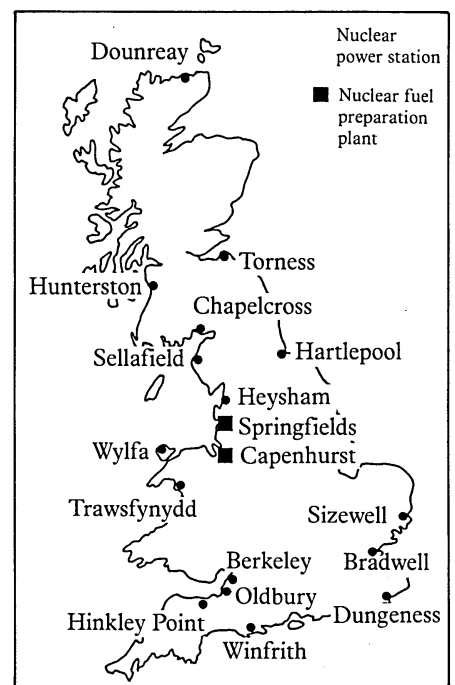 Nuclear
power station
Nuclear fuel
preparation
plant
Dounreay
Torness
Hunterston
Chapelcross
Sellafield
Hartlepool
Heysham
Springfields
Wylfa
Capenhurst
Trawsfynydd
Sizewell
Berkeley
Bradwell
Oldbury
Hinkley Point
Dungeness
Winfrith